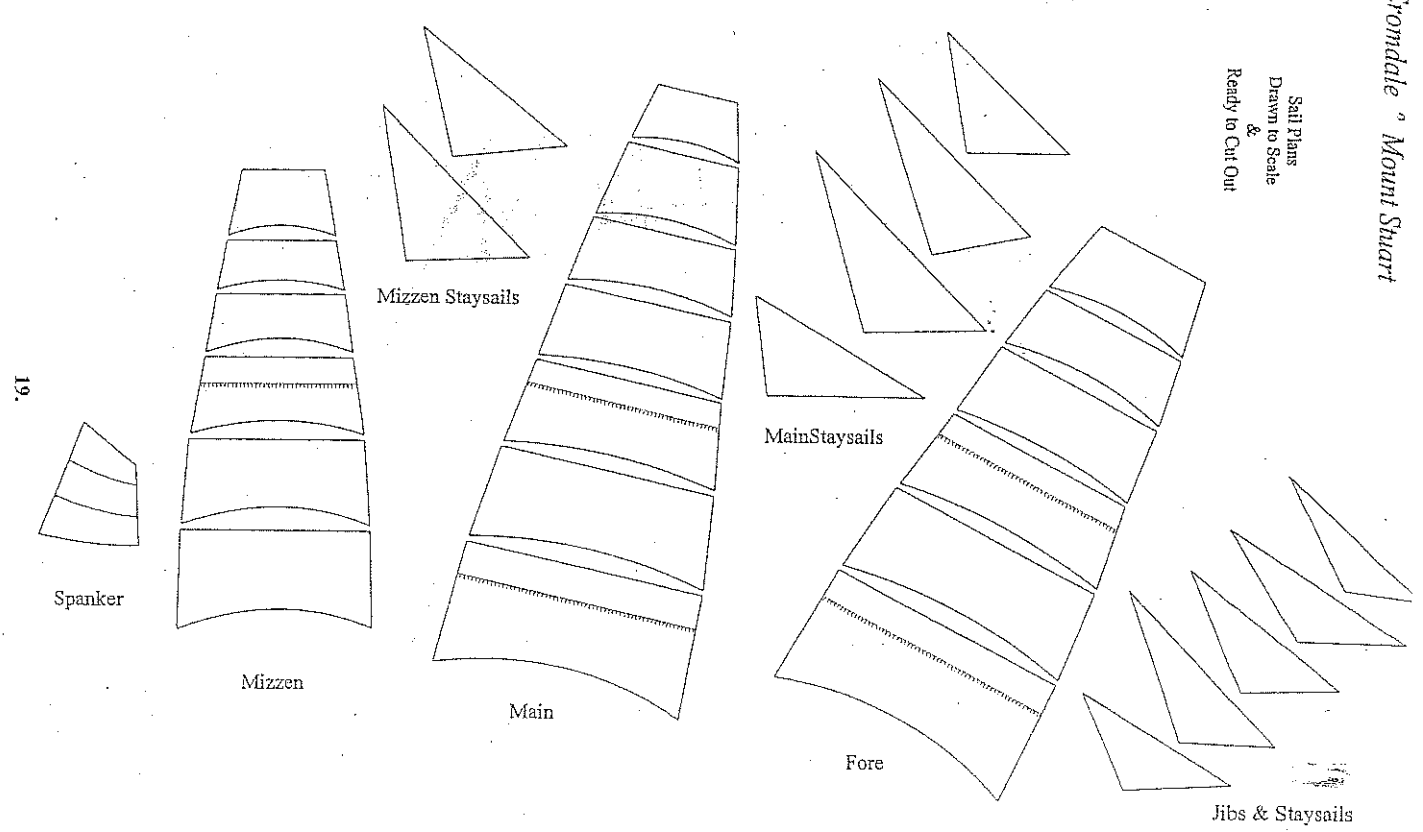 Cromdale & Mount Stuart
Sail Plans
Drawn to Scale
&
Ready to Cut Out
Mizzen Staysails
MainStaysails
Spanker
Mizzen
Main
Fore
Jibs & Staysails
19.